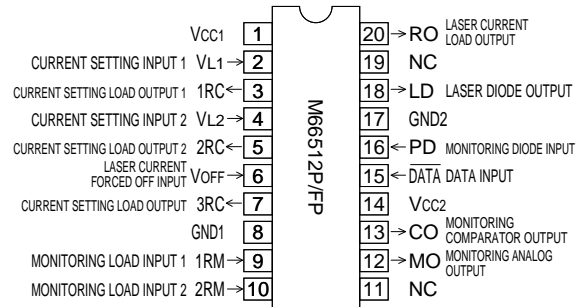 VCC1 1
CURRENT SETTING INPUT 1 VL1→ 2
CURRENT SETTING LOAD OUTPUT 1 1RC← 3
CURRENT SETTING INPUT 2 VL2→ 4
CURRENT SETTING LOAD OUTPUT 2 2RC← 5
LASER CURRENT
FORCED OFF INPUT VOFF→ 6
CURRENT SETTING LOAD OUTPUT 3RC← 7
GND1 8
MONITORING LOAD INPUT 1 1RM→ 9
MONITORING LOAD INPUT 2 2RM→ 10
M66512P/FP
20 →RO LASER CURRENT
LOAD OUTPUT
19 NC
18 →LD LASER DIODE OUTPUT
17 GND2
16 ←PD MONITORING DIODE INPUT
15 ←DATA DATA INPUT
14 VCC2
13 →CO MONITORING
COMPARATOR OUTPUT
12 →MO MONITORING ANALOG
OUTPUT
11 NC